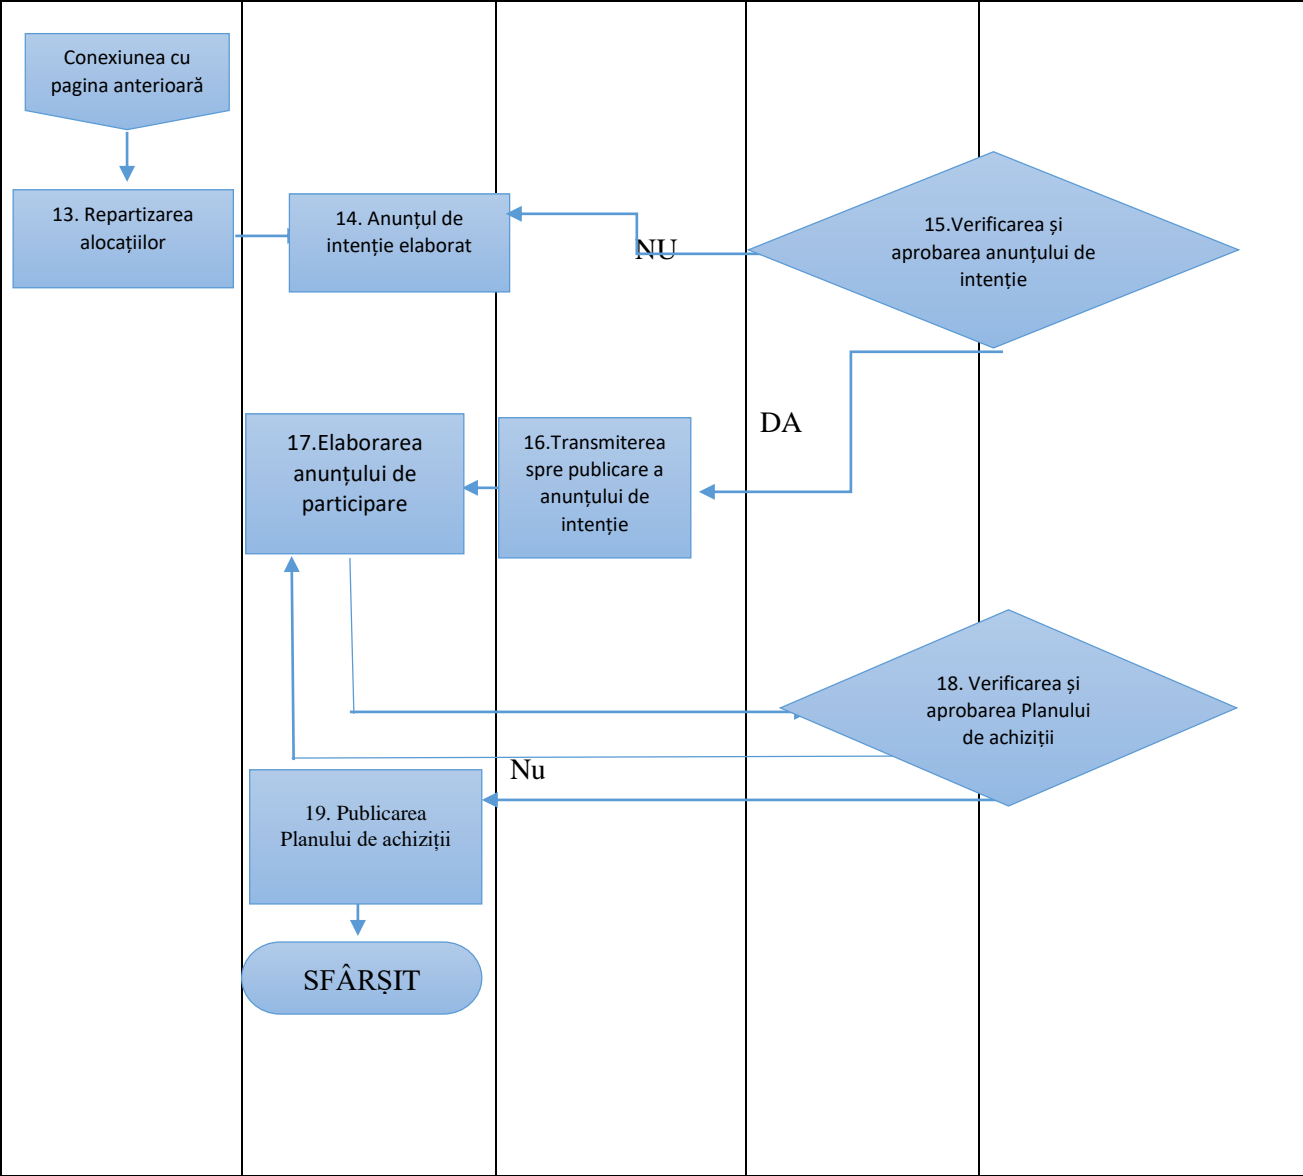 Conexiunea cu
pagina anterioară
13. Repartizarea
alocațiilor
14. Anunțul de
intenție elaborat
NU
15.Verificarea și
aprobarea anunțului de
intenție
DA
17.Elaborarea
anunțului de
participare
16.Transmiterea
spre publicare a
anunțului de
intenție
18. Verificarea și
aprobarea Planului
de achiziții
Nu
19. Publicarea
Planului de achiziții
SFÂRȘIT